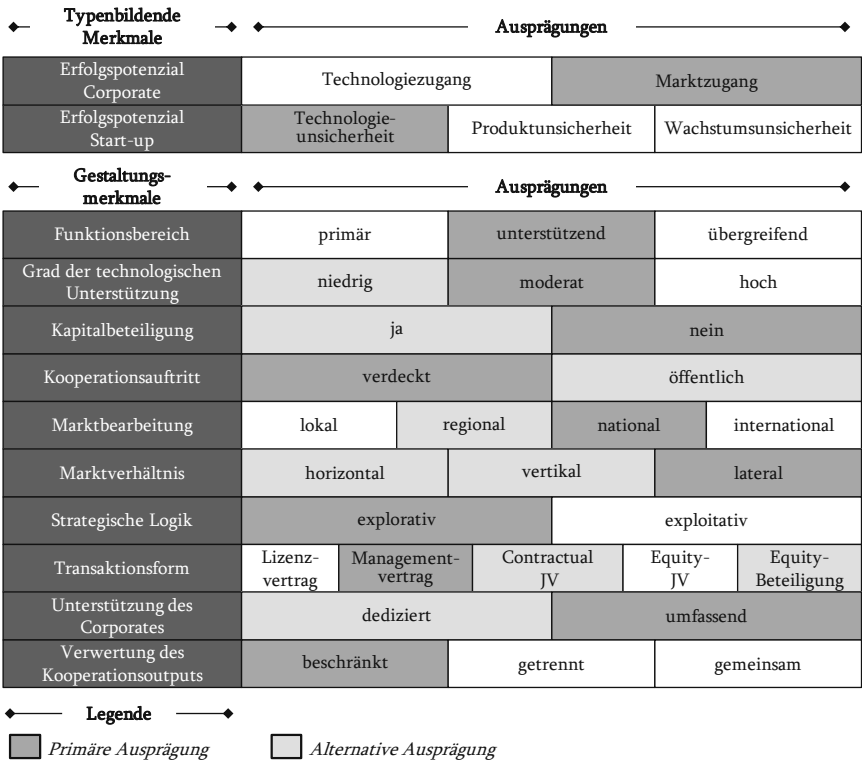 Typenbildende
Merkmale
Ausprägungen
Erfolgspotenzial
Corporate
Technologiezugang
Marktzugang
Erfolgspotenzial
Start-up
Technologie-
unsicherheit
Produktunsicherheit
Wachstumsunsicherheit
Gestaltungs-
merkmale
Ausprägungen
Funktionsbereich
primär
unterstützend
übergreifend
Grad der technologischen
Unterstützung
niedrig
moderat
hoch
Kapitalbeteiligung
ja
nein
Kooperationsauftritt
verdeckt
öffentlich
Marktbearbeitung
lokal
regional
national
international
Marktverhältnis
horizontal
vertikal
lateral
Strategische Logik
explorativ
exploitativ
Transaktionsform
Lizenz-
vertrag
Management-
vertrag
Contractual
JV
Equity-
JV
Equity-
Beteiligung
Unterstützung des
Corporates
dediziert
umfassend
Verwertung des
Kooperationsoutputs
beschränkt
getrennt
gemeinsam
Legende
Primäre Ausprägung
Alternative Ausprägung